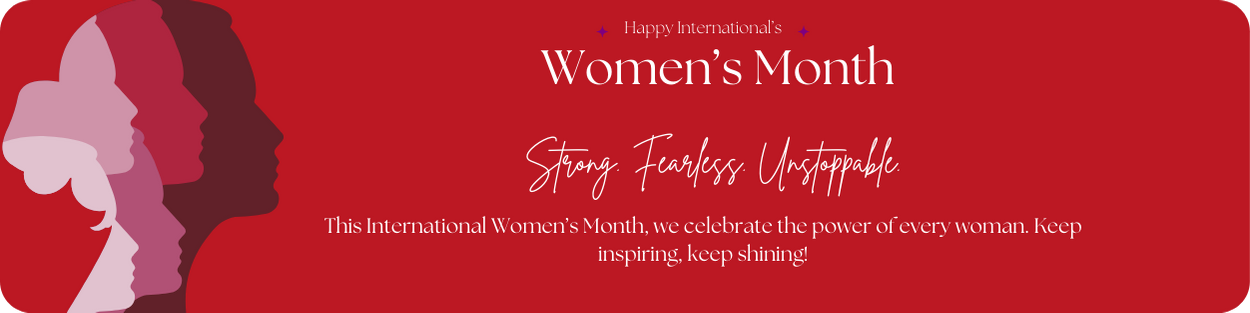 Happy International's
Women's Month
Strong. Fearless. Unstoppable.
This International Women's Month, we celebrate the power of every woman. Keep
inspiring, keep shining!